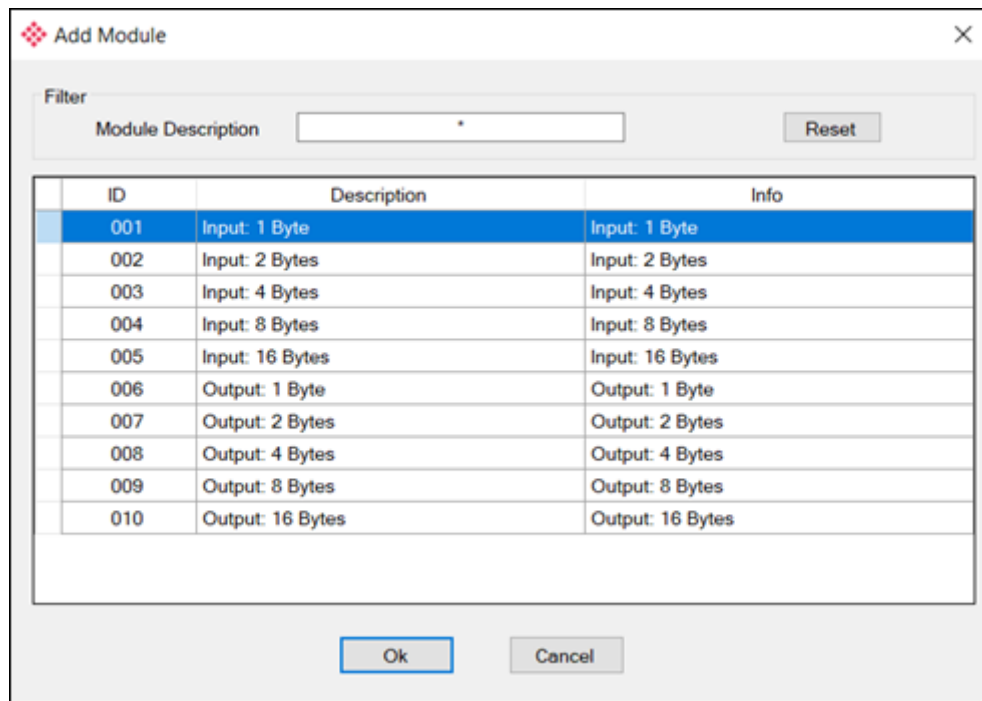 Add Module
Filter
Module Description * Reset
ID Description Info
001 Input: 1 Byte Input: 1 Byte
002 Input: 2 Bytes Input: 2 Bytes
003 Input: 4 Bytes Input: 4 Bytes
004 Input: 8 Bytes Input: 8 Bytes
005 Input: 16 Bytes Input: 16 Bytes
006 Output: 1 Byte Output: 1 Byte
007 Output: 2 Bytes Output: 2 Bytes
008 Output: 4 Bytes Output: 4 Bytes
009 Output: 8 Bytes Output: 8 Bytes
010 Output: 16 Bytes Output: 16 Bytes
Ok Cancel